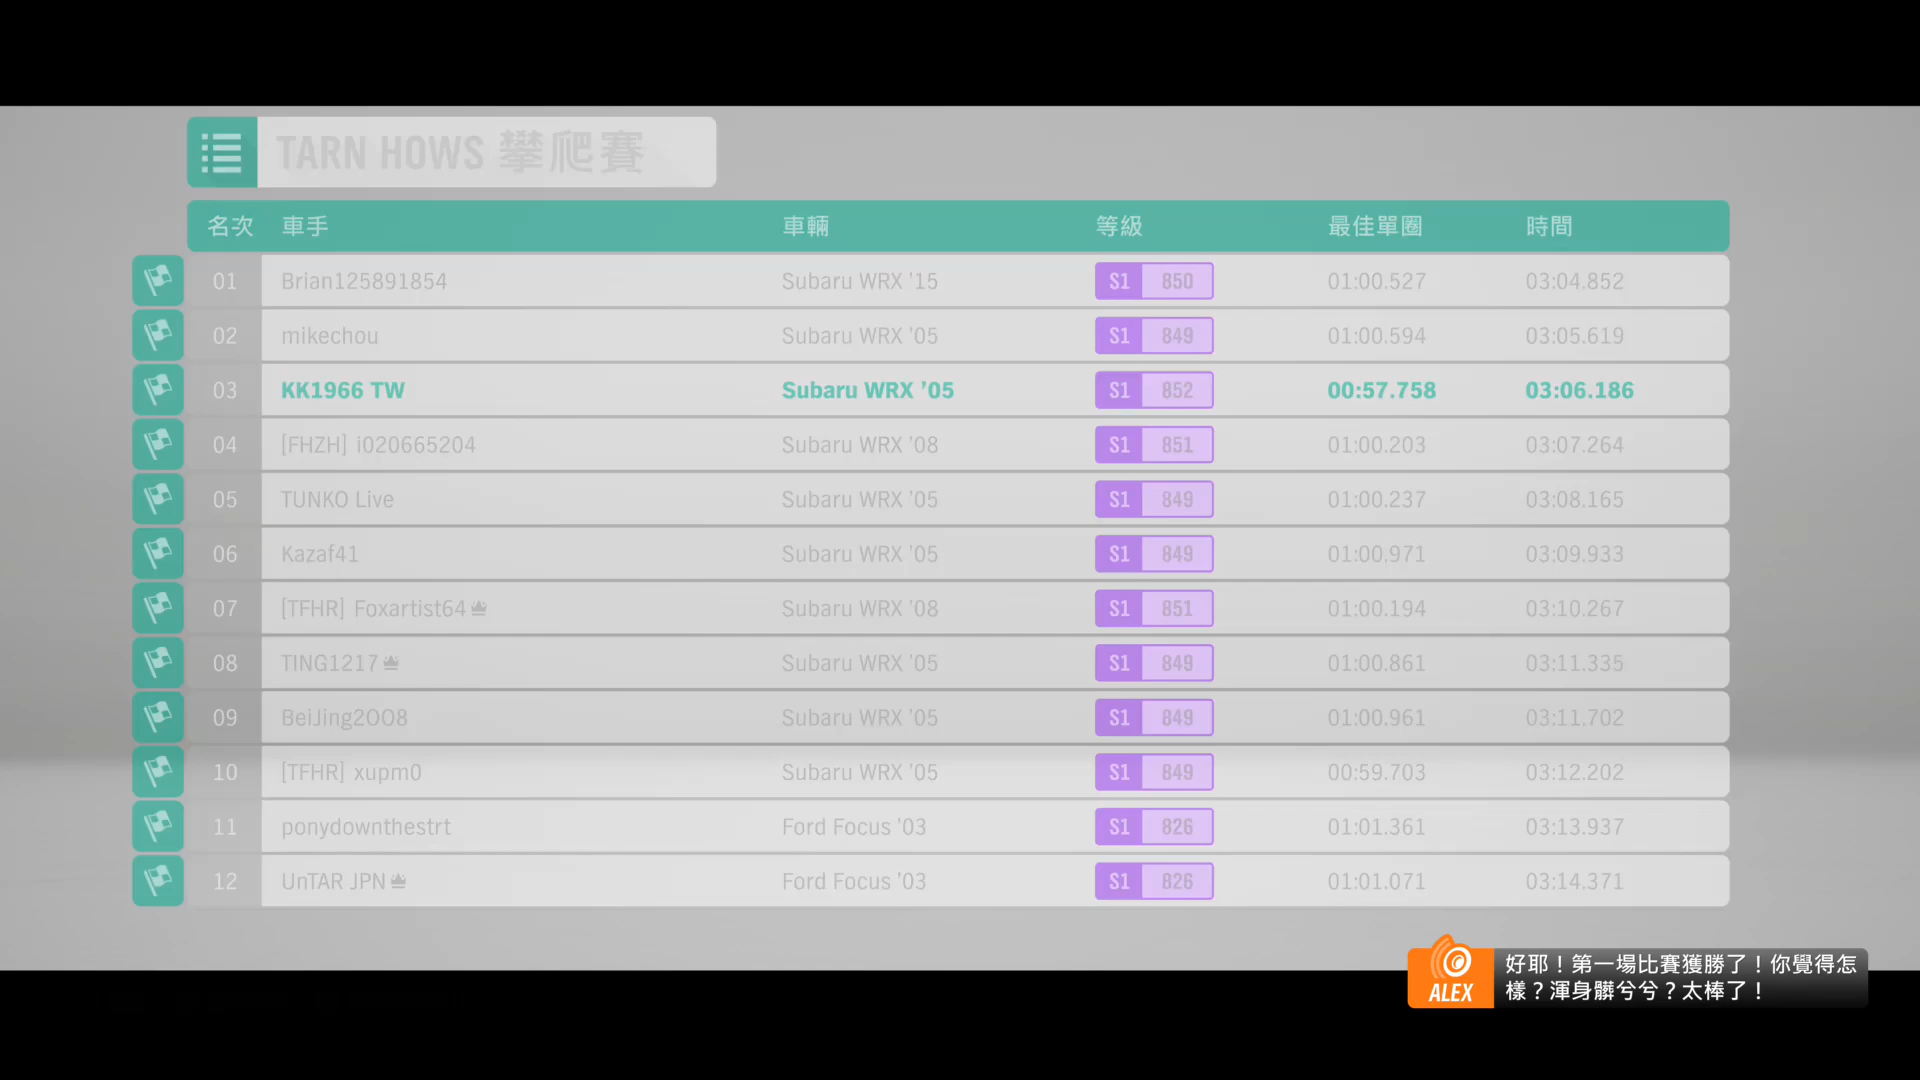 TARN HOWS 攀爬賽
名次 車手 車輛 等級 最佳單圈 時間
01 Brian125891854 Subaru WRX '15 S1 850 01:00.527 03:04.852
02 mikechou Subaru WRX '05 S1 849 01:00.594 03:05.619
03 KK1966 TW Subaru WRX '05 S1 852 00:57.758 03:06.186
04 [FHZH] i020665204 Subaru WRX '08 S1 851 01:00.203 03:07.264
05 TUNKO Live Subaru WRX '05 S1 849 01:00.237 03:08.165
06 Kazaf41 Subaru WRX '05 S1 849 01:00.971 03:09.933
07 [TFHR] Foxartist64 Subaru WRX '08 S1 851 01:00.194 03:10.267
08 TING1217 Subaru WRX '05 S1 849 01:00.861 03:11.335
09 BeiJing2OO8 Subaru WRX '05 S1 849 01:00.961 03:11.702
10 [TFHR] xupm0 Subaru WRX '05 S1 849 00:59.703 03:12.202
11 ponydownthestrt Ford Focus '03 S1 826 01:01.361 03:13.937
12 UnTAR JPN Ford Focus '03 S1 826 01:01.071 03:14.371
ALEX
好耶！第一場比賽獲勝了！你覺得怎
樣？渾身髒兮兮？太棒了！